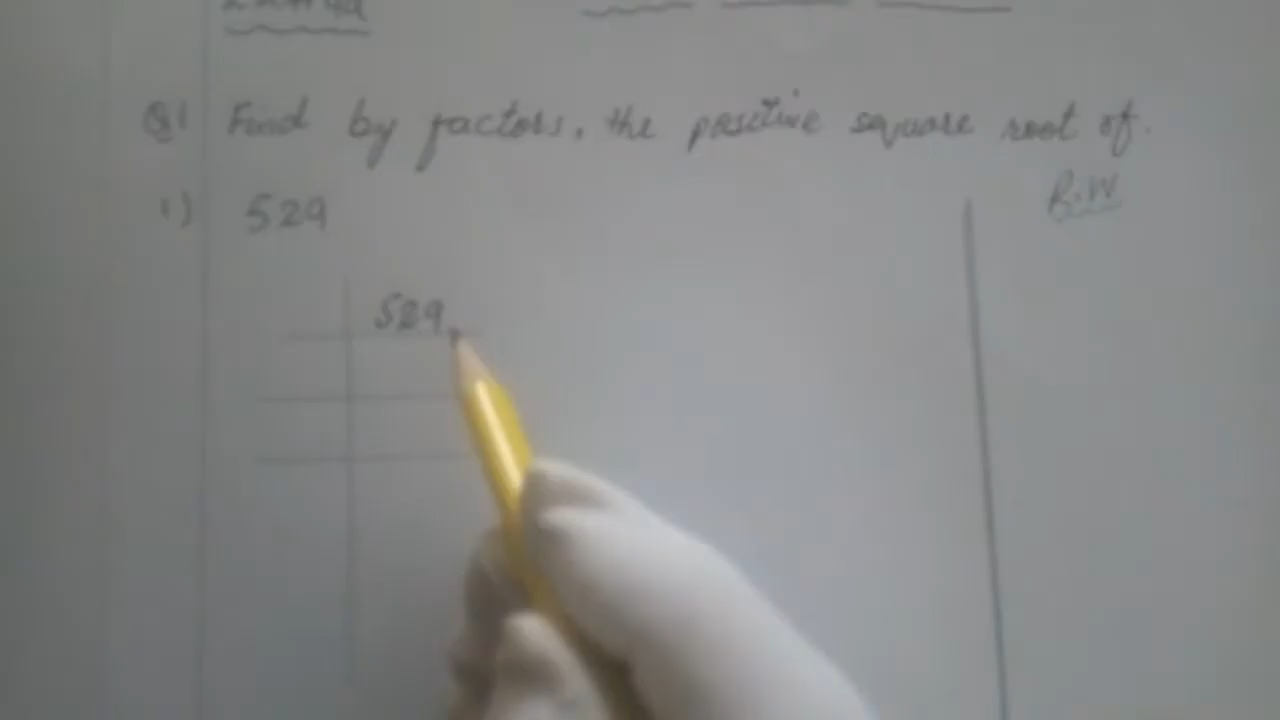 Q1 Find by factors, the positive square root of.
R.W
1) 529
529